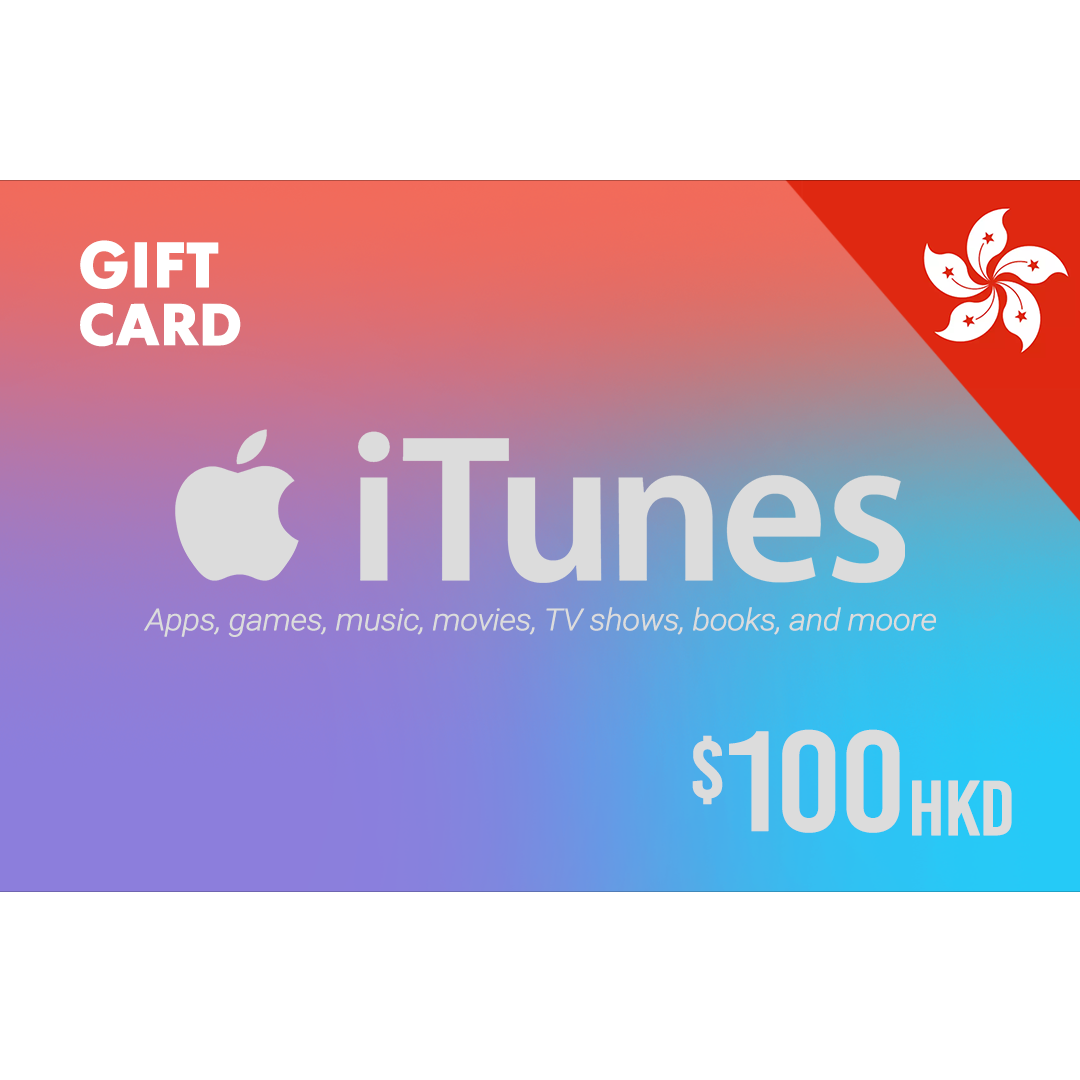 GIFT
CARD
iTunes
Apps, games, music, movies, TV shows, books, and moore
$100HKD